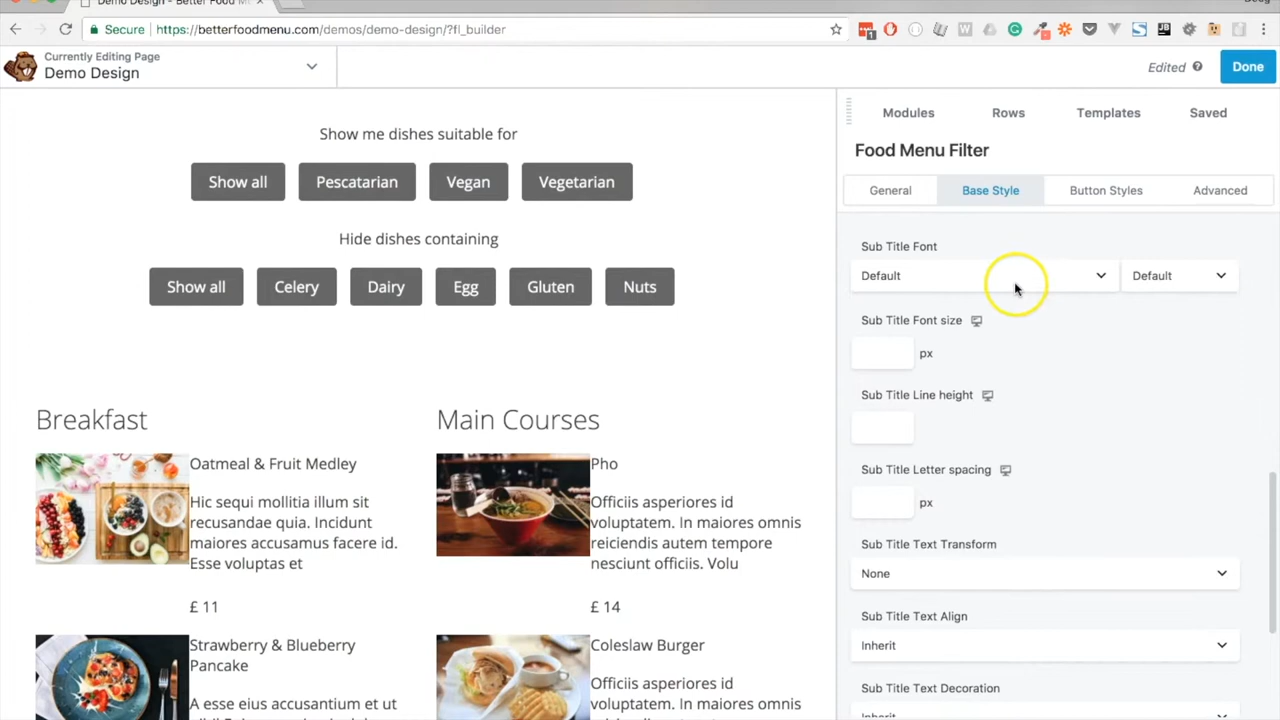 Demo Design - Better Food M
Secure https://betterfoodmenu.com/demos/demo-design/?fl_builder
Currently Editing Page
Demo Design
Edited
Done
Show me dishes suitable for
Show all Pescatarian Vegan Vegetarian
Hide dishes containing
Show all Celery Dairy Egg Gluten Nuts
Breakfast
Oatmeal & Fruit Medley
Hic sequi mollitia illum sit
recusandae quia. Incidunt
maiores accusamus facere id.
Esse voluptas et
£ 11
Strawberry & Blueberry
Pancake
A esse eius accusantium et ut
Main Courses
Pho
Officiis asperiores id
voluptatem. In maiores omnis
reiciendis autem tempore
nesciunt officiis. Volu
£ 14
Coleslaw Burger
Officiis asperiores id
voluptatem. In maiores omnis
Modules Rows Templates Saved
Food Menu Filter
General Base Style Button Styles Advanced
Sub Title Font
Default Default
Sub Title Font size
px
Sub Title Line height
Sub Title Letter spacing
px
Sub Title Text Transform
None
Sub Title Text Align
Inherit
Sub Title Text Decoration
Inherit